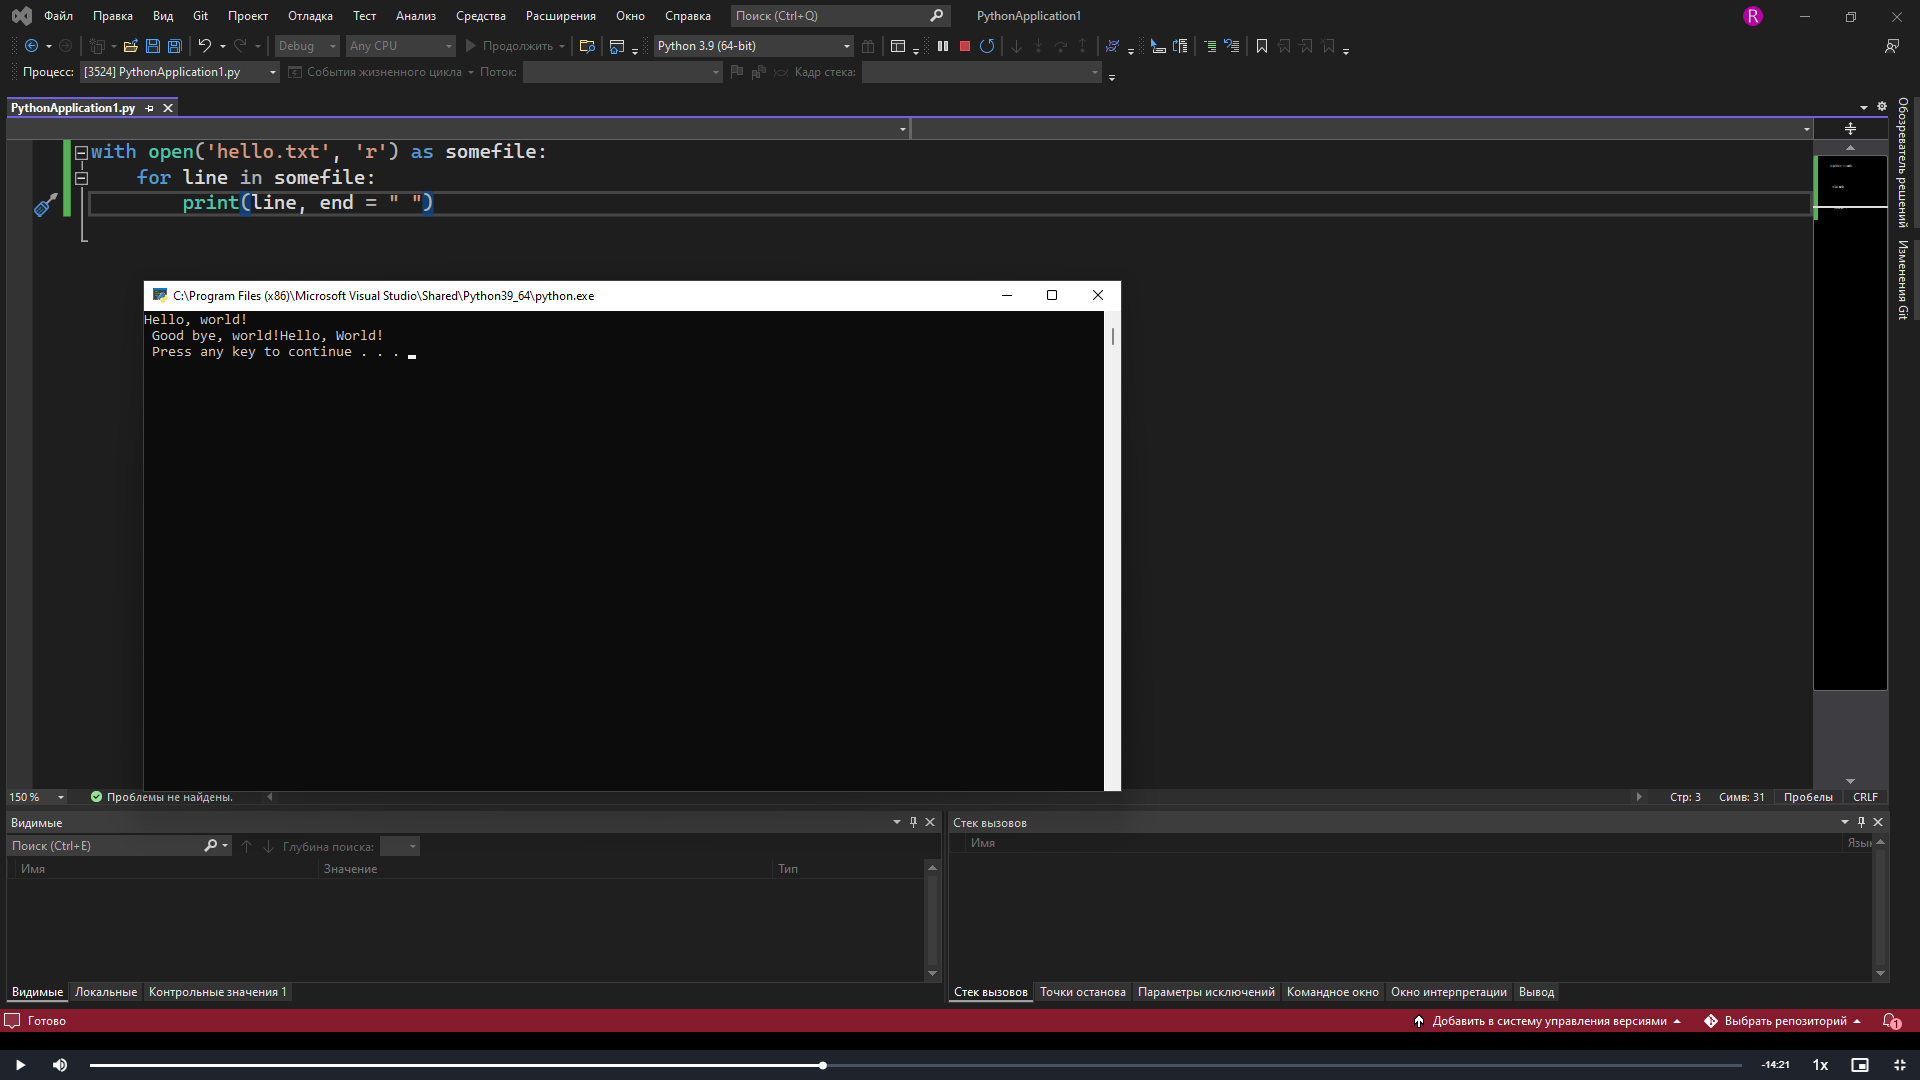 Файл Правка Вид Git Проект Отладка Тест Анализ Средства Расширения Окно Справка Поиск (Ctrl+Q) PythonApplication1 R
Debug Any CPU Продолжить Python 3.9 (64-bit)
Процесс: [3524] PythonApplication1.py События жизненного цикла Поток: Кадр стека:
PythonApplication1.py
with open('hello.txt', 'r') as somefile:
for line in somefile:
print(line, end = " ")
C:\Program Files (x86)\Microsoft Visual Studio\Shared\Python39_64\python.exe
Hello, world!
Good bye, world!Hello, World!
Press any key to continue . . .
Обозреватель решений
Изменения Git
150 % Проблемы не найдены. Стр: 3 Симв: 31 Пробелы CRLF
Видимые
Поиск (Ctrl+E) Глубина поиска:
Имя Значение Тип
Видимые Локальные Контрольные значения 1
Стек вызовов
Имя Язык
Стек вызовов Точки останова Параметры исключений Командное окно Окно интерпретации Вывод
Готово Добавить в систему управления версиями Выбрать репозиторий 1
-14:21 1x